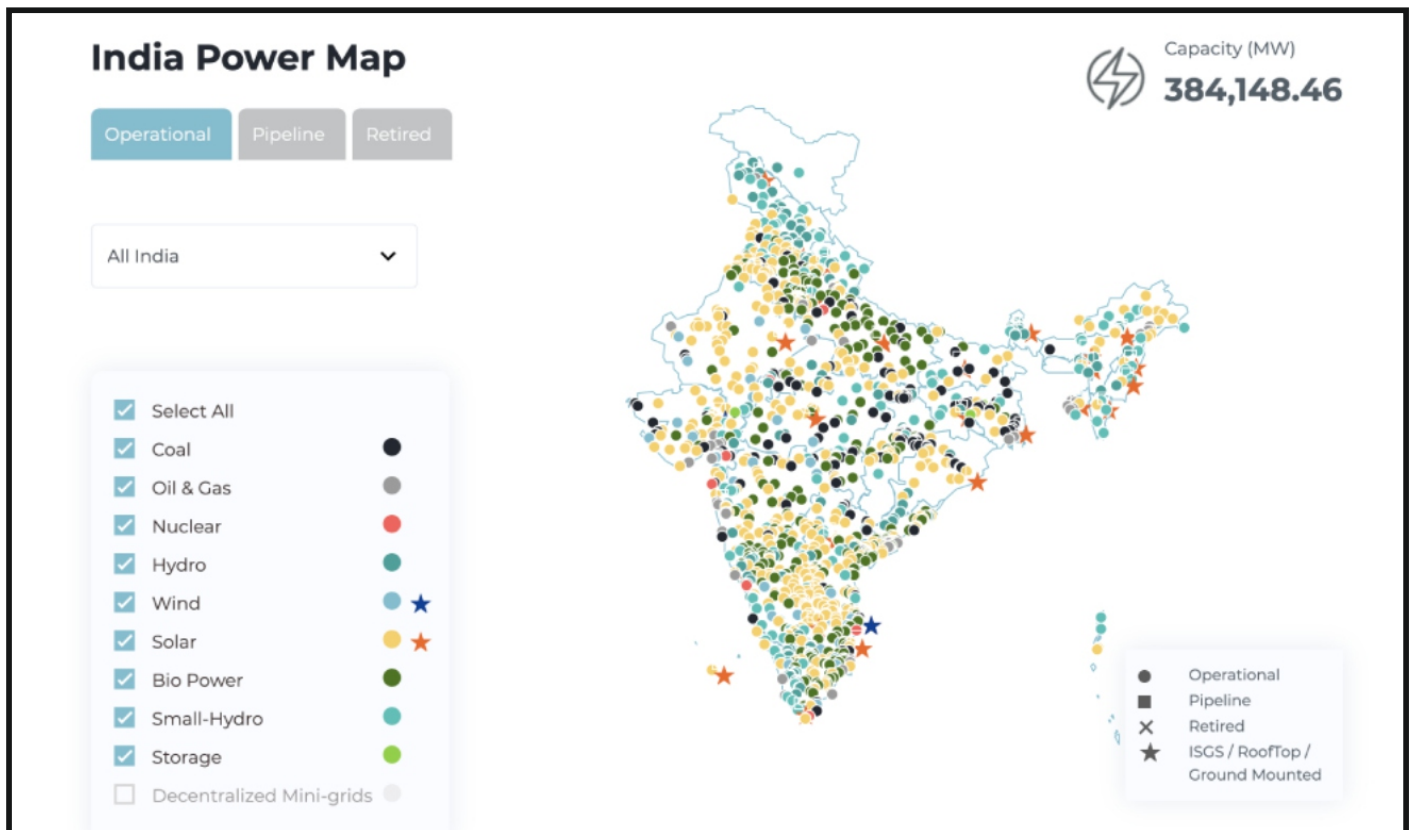 India Power Map
Capacity (MW)
384,148.46
Operational
Pipeline
Retired
All India
Select All
Coal
Oil & Gas
Nuclear
Hydro
Wind
Solar
Bio Power
Small-Hydro
Storage
Decentralized Mini-grids
Operational
Pipeline
Retired
ISGS / RoofTop /
Ground Mounted